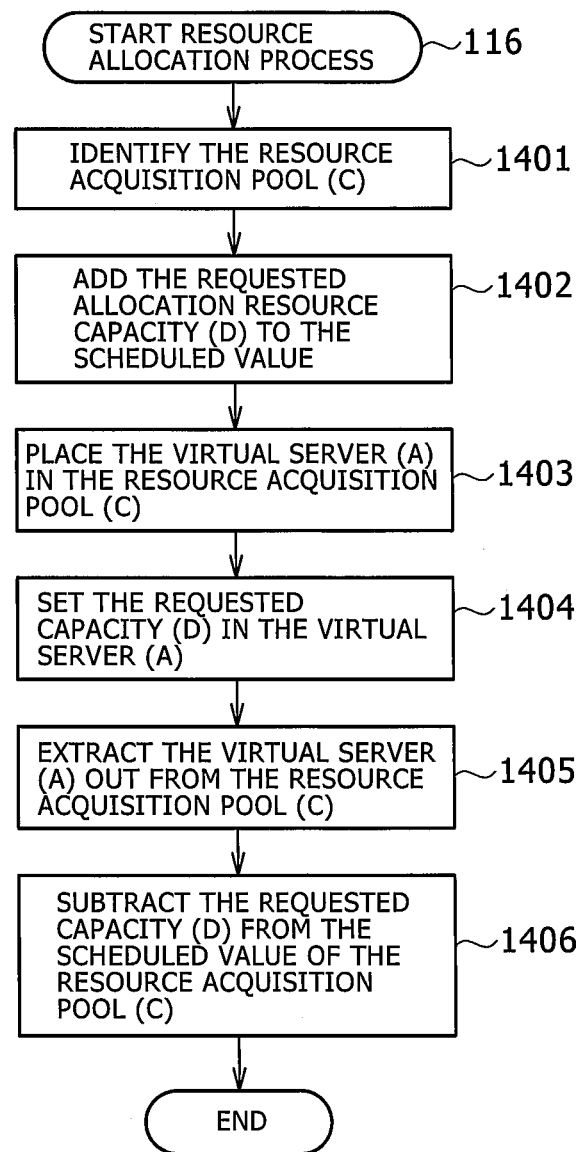 START RESOURCE
ALLOCATION PROCESS
116
IDENTIFY THE RESOURCE
ACQUISITION POOL (C)
1401
ADD THE REQUESTED
ALLOCATION RESOURCE
CAPACITY (D) TO THE
SCHEDULED VALUE
1402
PLACE THE VIRTUAL SERVER (A)
IN THE RESOURCE ACQUISITION
POOL (C)
1403
SET THE REQUESTED
CAPACITY (D) IN THE VIRTUAL
SERVER (A)
1404
EXTRACT THE VIRTUAL SERVER
(A) OUT FROM THE RESOURCE
ACQUISITION POOL (C)
1405
SUBTRACT THE REQUESTED
CAPACITY (D) FROM THE
SCHEDULED VALUE OF THE
RESOURCE ACQUISITION
POOL (C)
1406
END